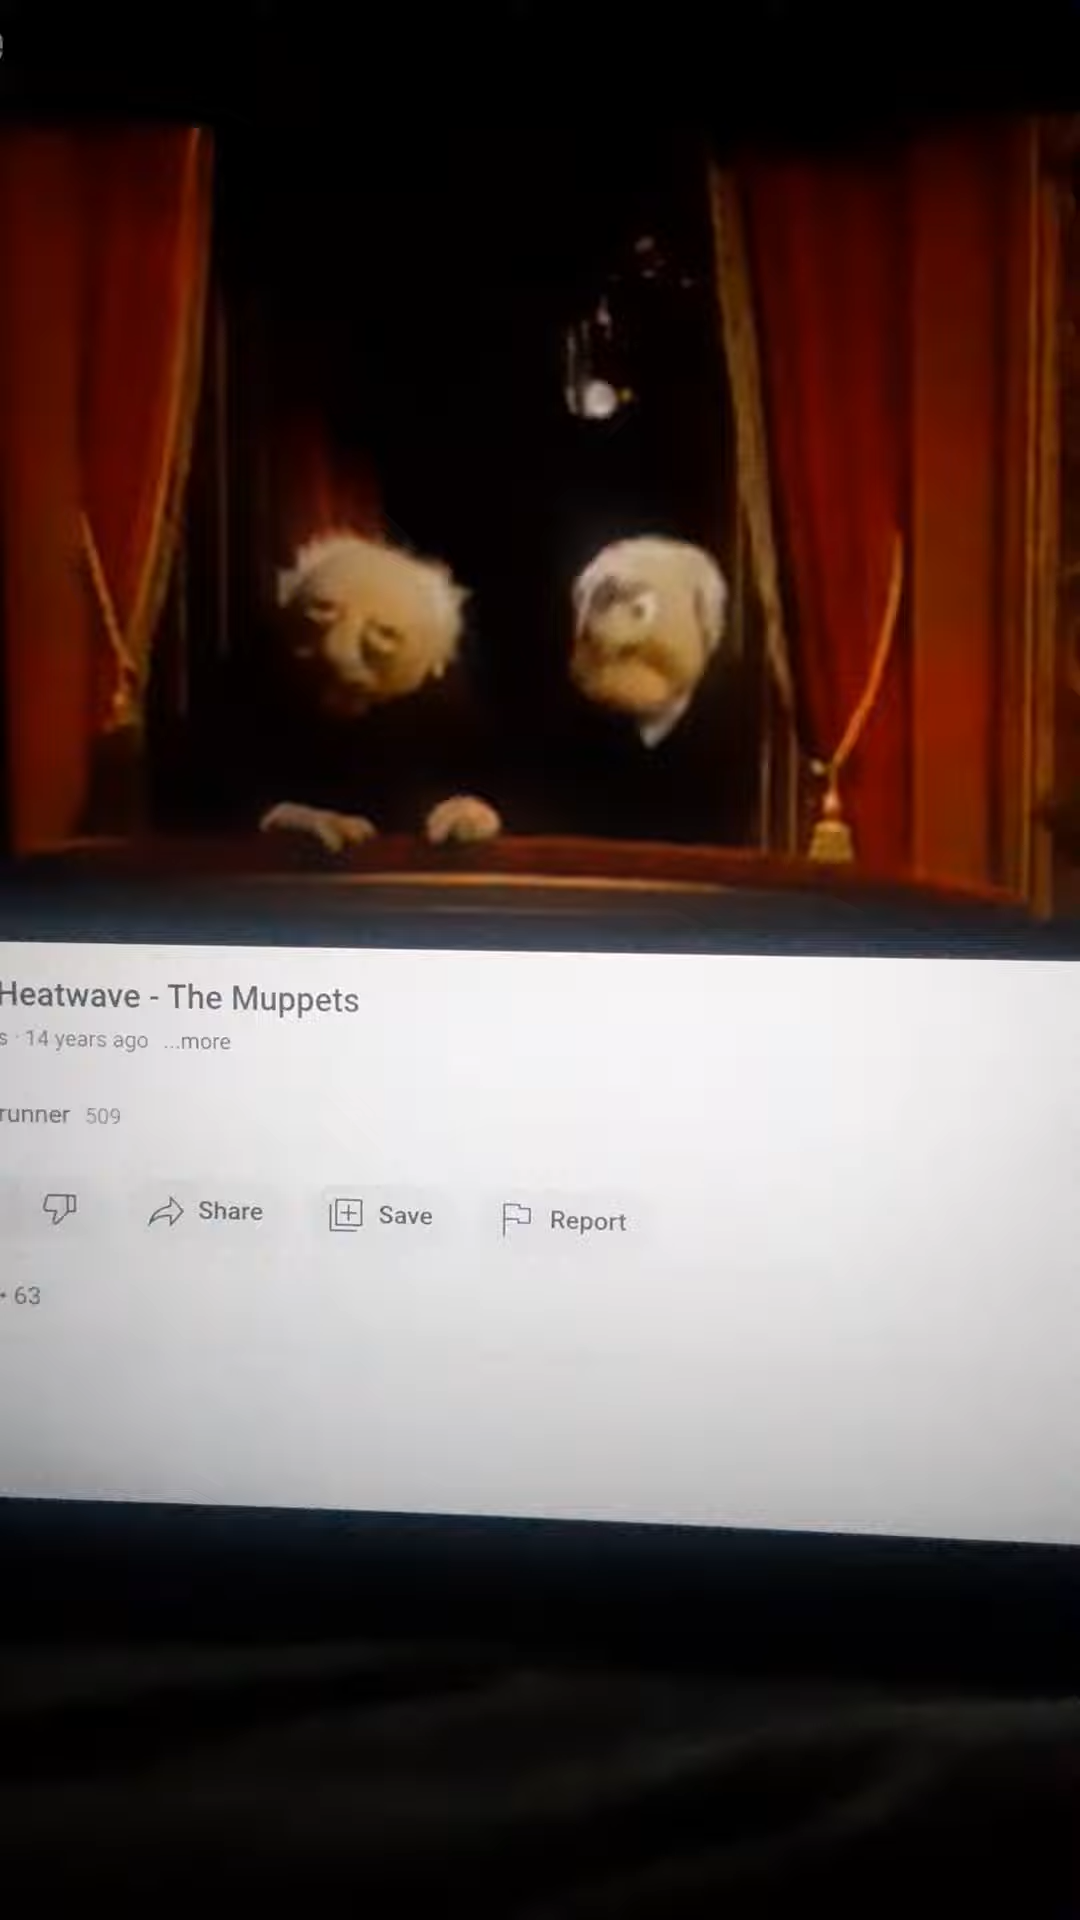 Heatwave - The Muppets
s · 14 years ago ...more
runner 509
Share Save Report
• 63